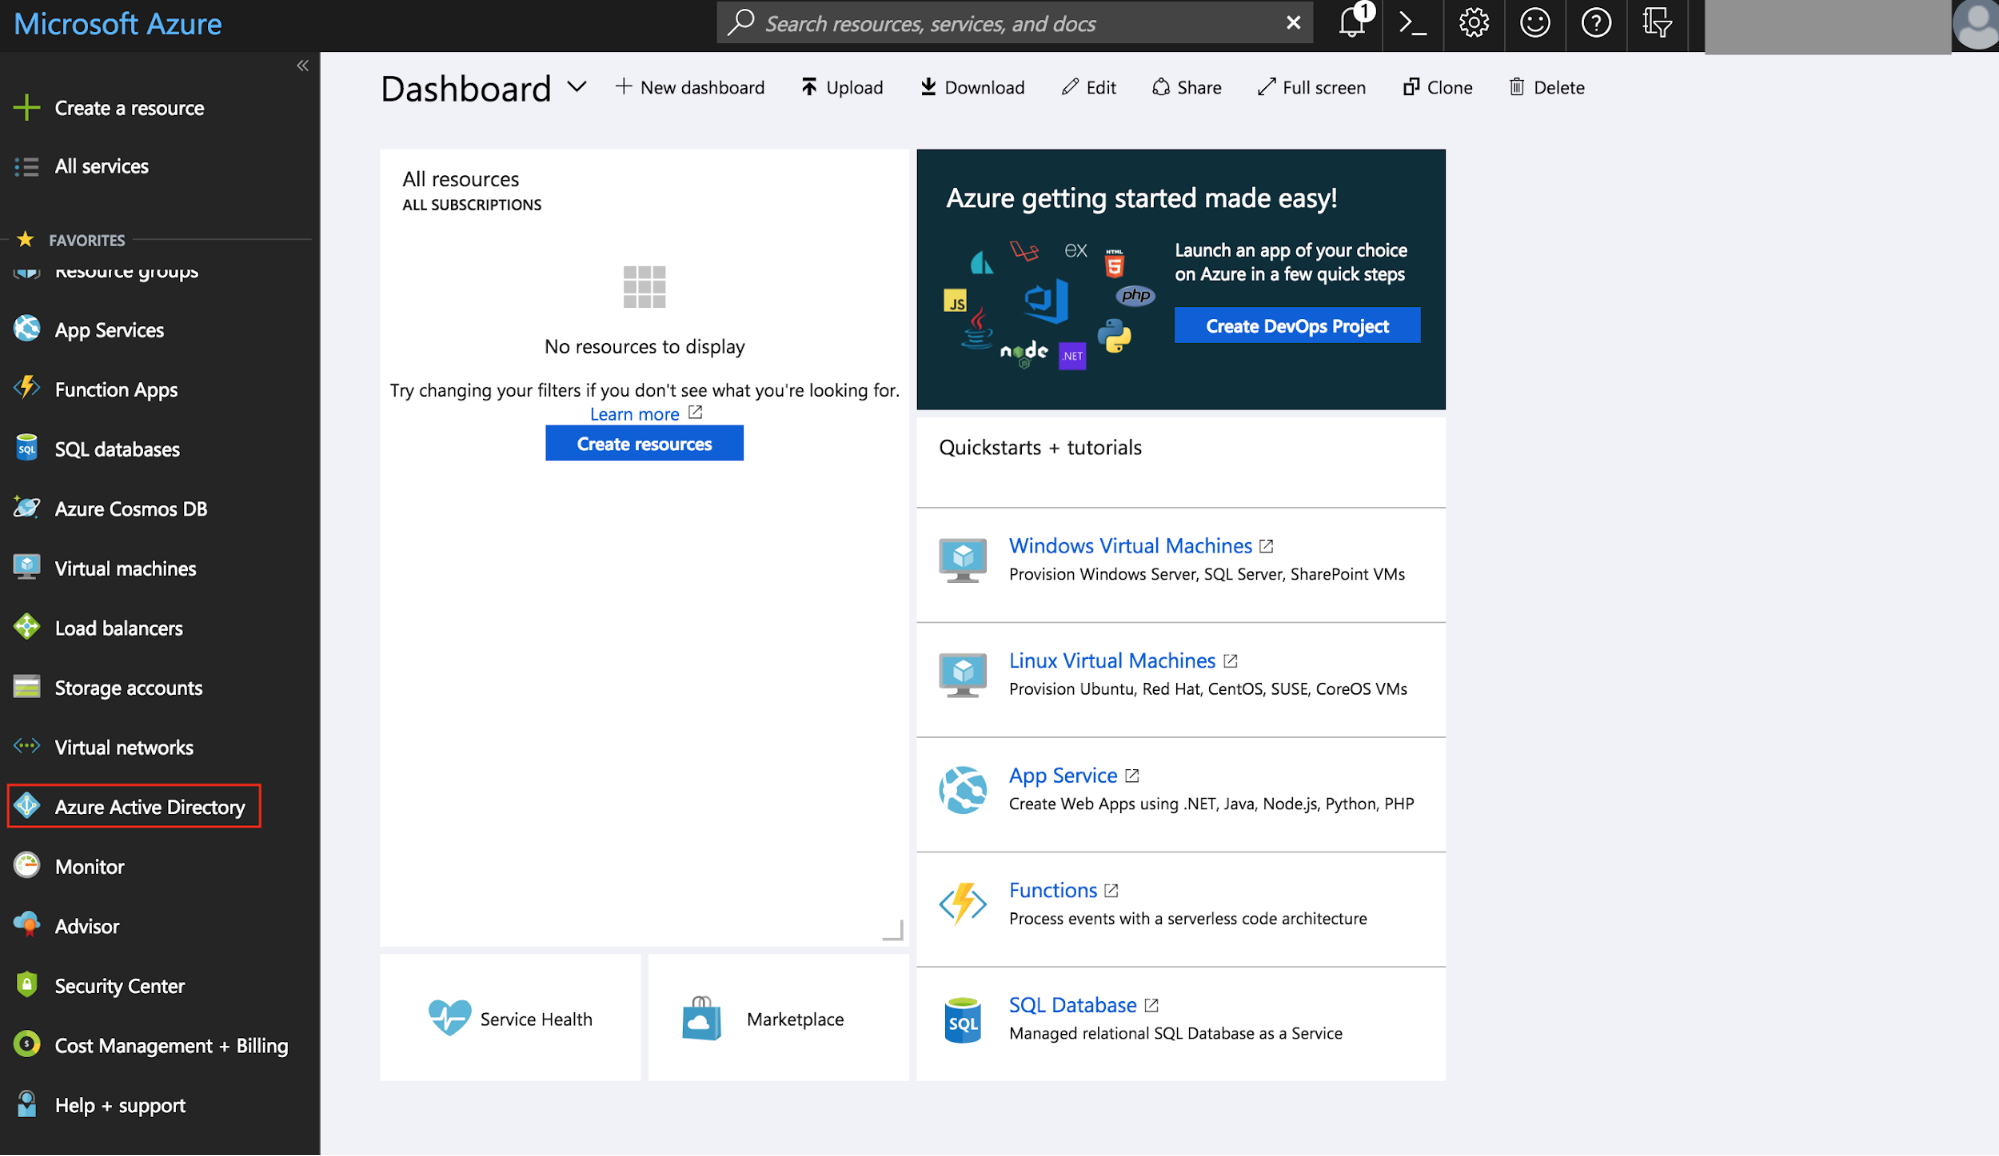 Microsoft Azure
Search resources, services, and docs
1
Create a resource
All services
FAVORITES
Resource groups
App Services
Function Apps
SQL databases
Azure Cosmos DB
Virtual machines
Load balancers
Storage accounts
Virtual networks
Azure Active Directory
Monitor
Advisor
Security Center
Cost Management + Billing
Help + support
Dashboard
New dashboard
Upload
Download
Edit
Share
Full screen
Clone
Delete
All resources
ALL SUBSCRIPTIONS
No resources to display
Try changing your filters if you don't see what you're looking for.
Learn more
Create resources
Service Health
Marketplace
Azure getting started made easy!
ex
HTML
5
JS
php
node
JS
.NET
Launch an app of your choice
on Azure in a few quick steps
Create DevOps Project
Quickstarts + tutorials
Windows Virtual Machines
Provision Windows Server, SQL Server, SharePoint VMs
Linux Virtual Machines
Provision Ubuntu, Red Hat, CentOS, SUSE, CoreOS VMs
App Service
Create Web Apps using .NET, Java, Node.js, Python, PHP
Functions
Process events with a serverless code architecture
SQL
SQL Database
Managed relational SQL Database as a Service